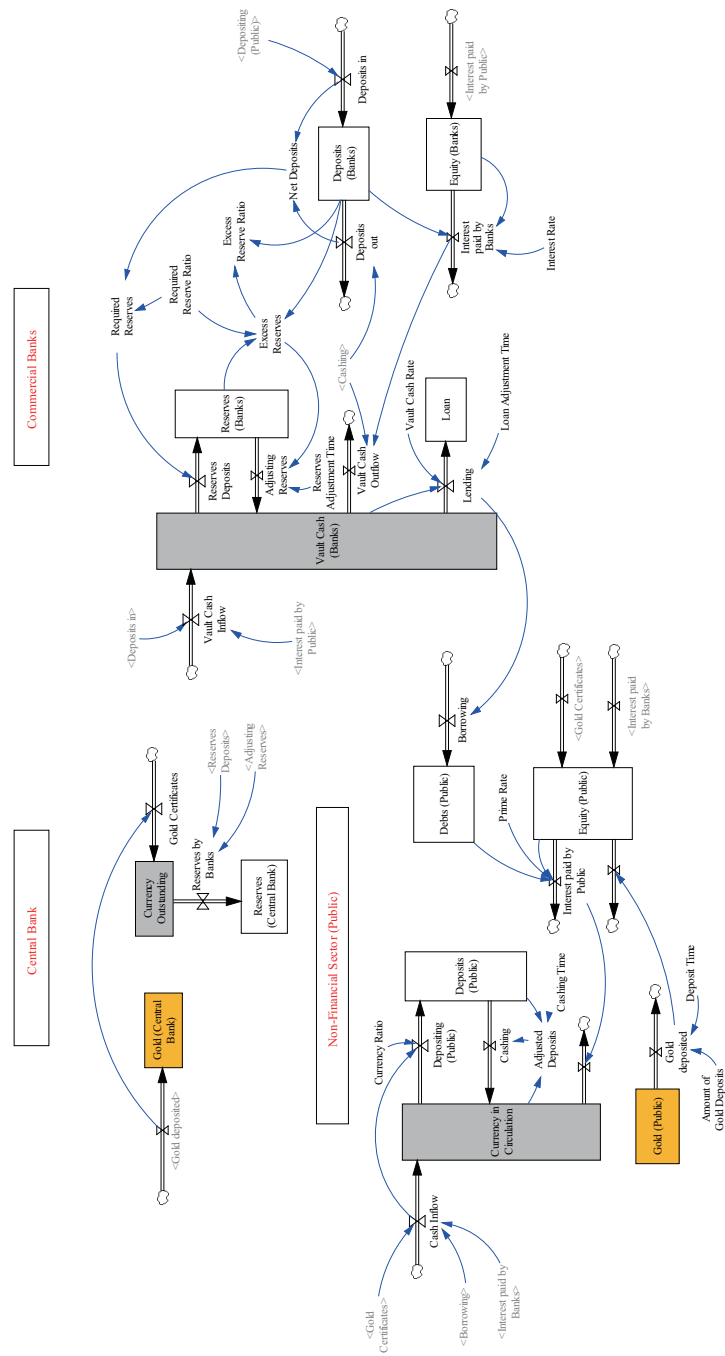 Central Bank
<Gold deposited>
Gold (Central
Bank)
Currency
Outstanding
Gold Certificates
Reserves by
Banks
<Reserves
Deposits>
<Adjusting
Reserves>
Reserves
(Central Bank)
Commercial Banks
<Deposits in>
Vault Cash
Inflow
<Interest paid by
Public>
Vault Cash
(Banks)
Reserves
Deposits
Adjusting
Reserves
Reserves
Adjustment Time
Vault Cash
Outflow
Lending
Vault Cash Rate
Loan
Loan Adjustment Time
Reserves
(Banks)
Required
Reserves
Required
Reserve Ratio
Excess
Reserves
Excess
Reserve Ratio
<Cashing>
Net Deposits
Deposits
out
Deposits
(Banks)
Deposits in
<Depositing
(Public)>
Interest
paid by
Banks
Interest Rate
Equity (Banks)
<Interest paid
by Public>
Non-Financial Sector (Public)
<Gold
Certificates>
<Borrowing>
<Interest paid by
Banks>
Cash Inflow
Currency in
Circulation
Currency Ratio
Depositing
(Public)
Cashing
Adjusted
Deposits
Cashing Time
Deposits
(Public)
Debts (Public)
Borrowing
Prime Rate
Interest paid by
Public
Equity (Public)
<Gold Certificates>
<Interest paid
by Banks>
Gold (Public)
Gold
deposited
Amount of
Gold Deposits
Deposit Time